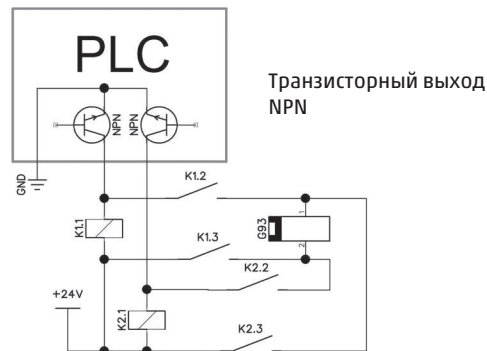 PLC
Транзисторный выход
NPN
NPN
NPN
GND
K1.2
K1.1
G93
1
2
K1.3
K2.2
+24V
K2.1
K2.3